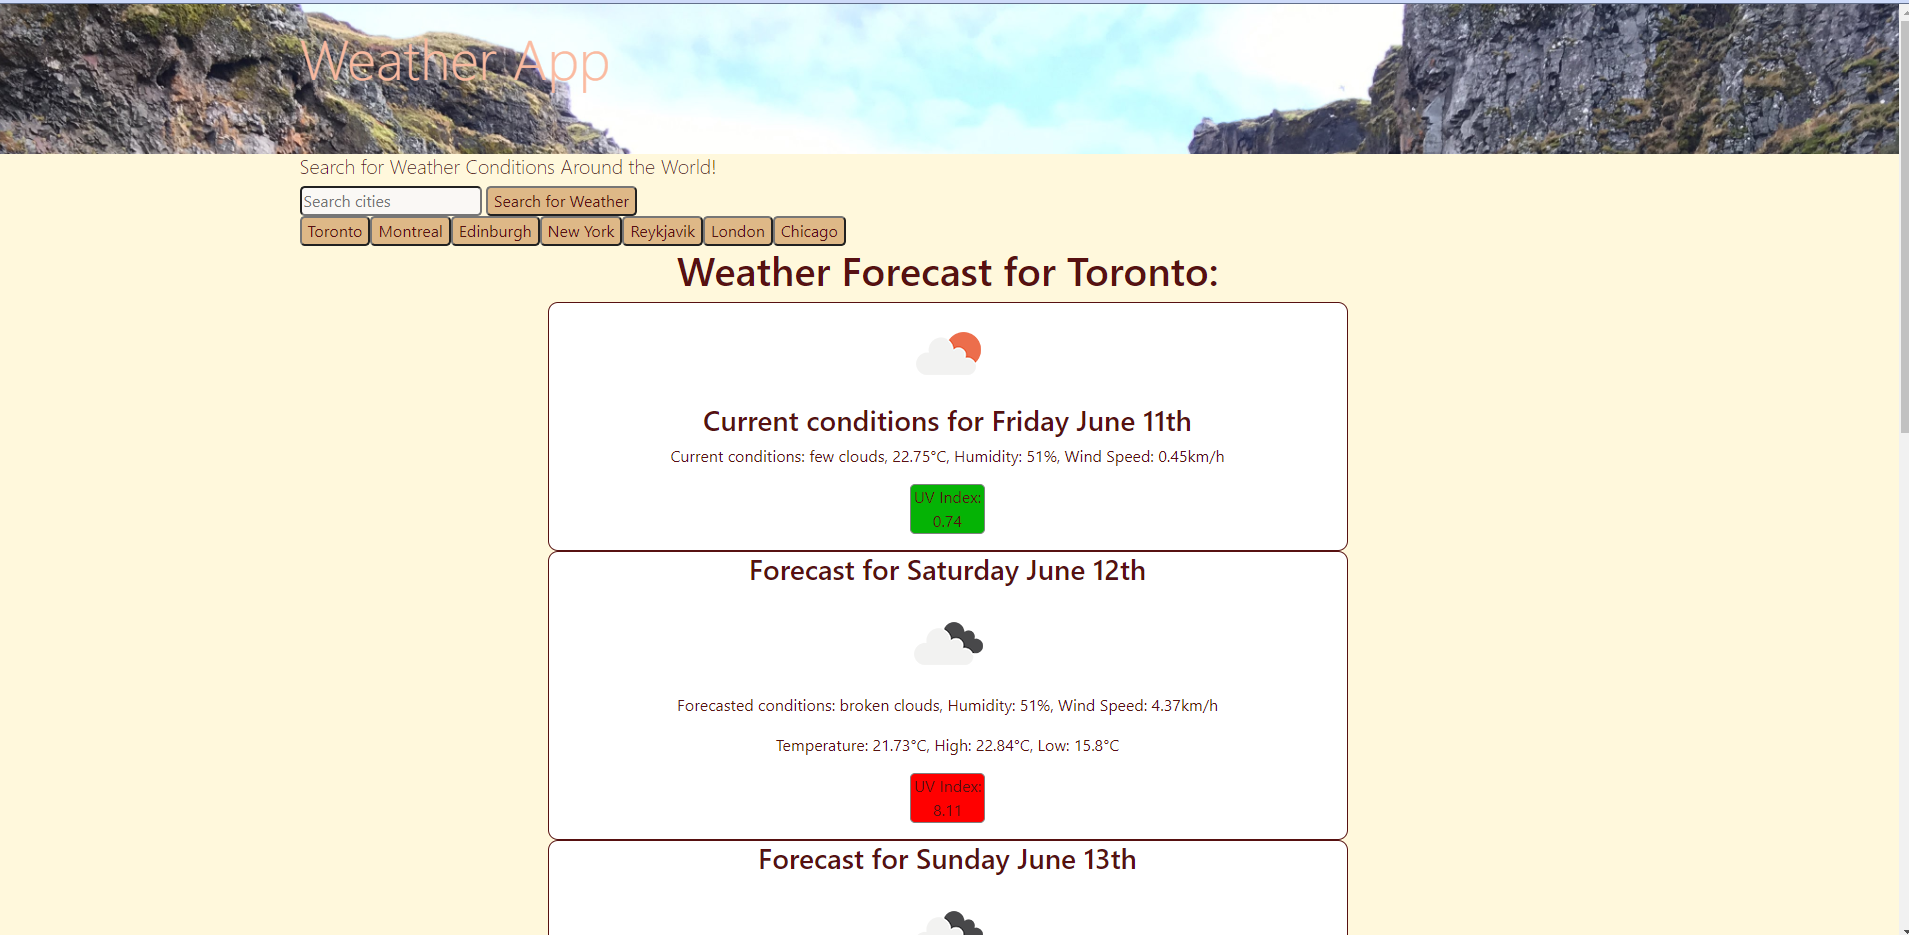 Weather App
Search for Weather Conditions Around the World!
Search cities Search for Weather
Toronto Montreal Edinburgh New York Reykjavik London Chicago
Weather Forecast for Toronto:
Current conditions for Friday June 11th
Current conditions: few clouds, 22.75°C, Humidity: 51%, Wind Speed: 0.45km/h
UV Index:
0.74
Forecast for Saturday June 12th
Forecasted conditions: broken clouds, Humidity: 51%, Wind Speed: 4.37km/h
Temperature: 21.73°C, High: 22.84°C, Low: 15.8°C
UV Index:
8.11
Forecast for Sunday June 13th